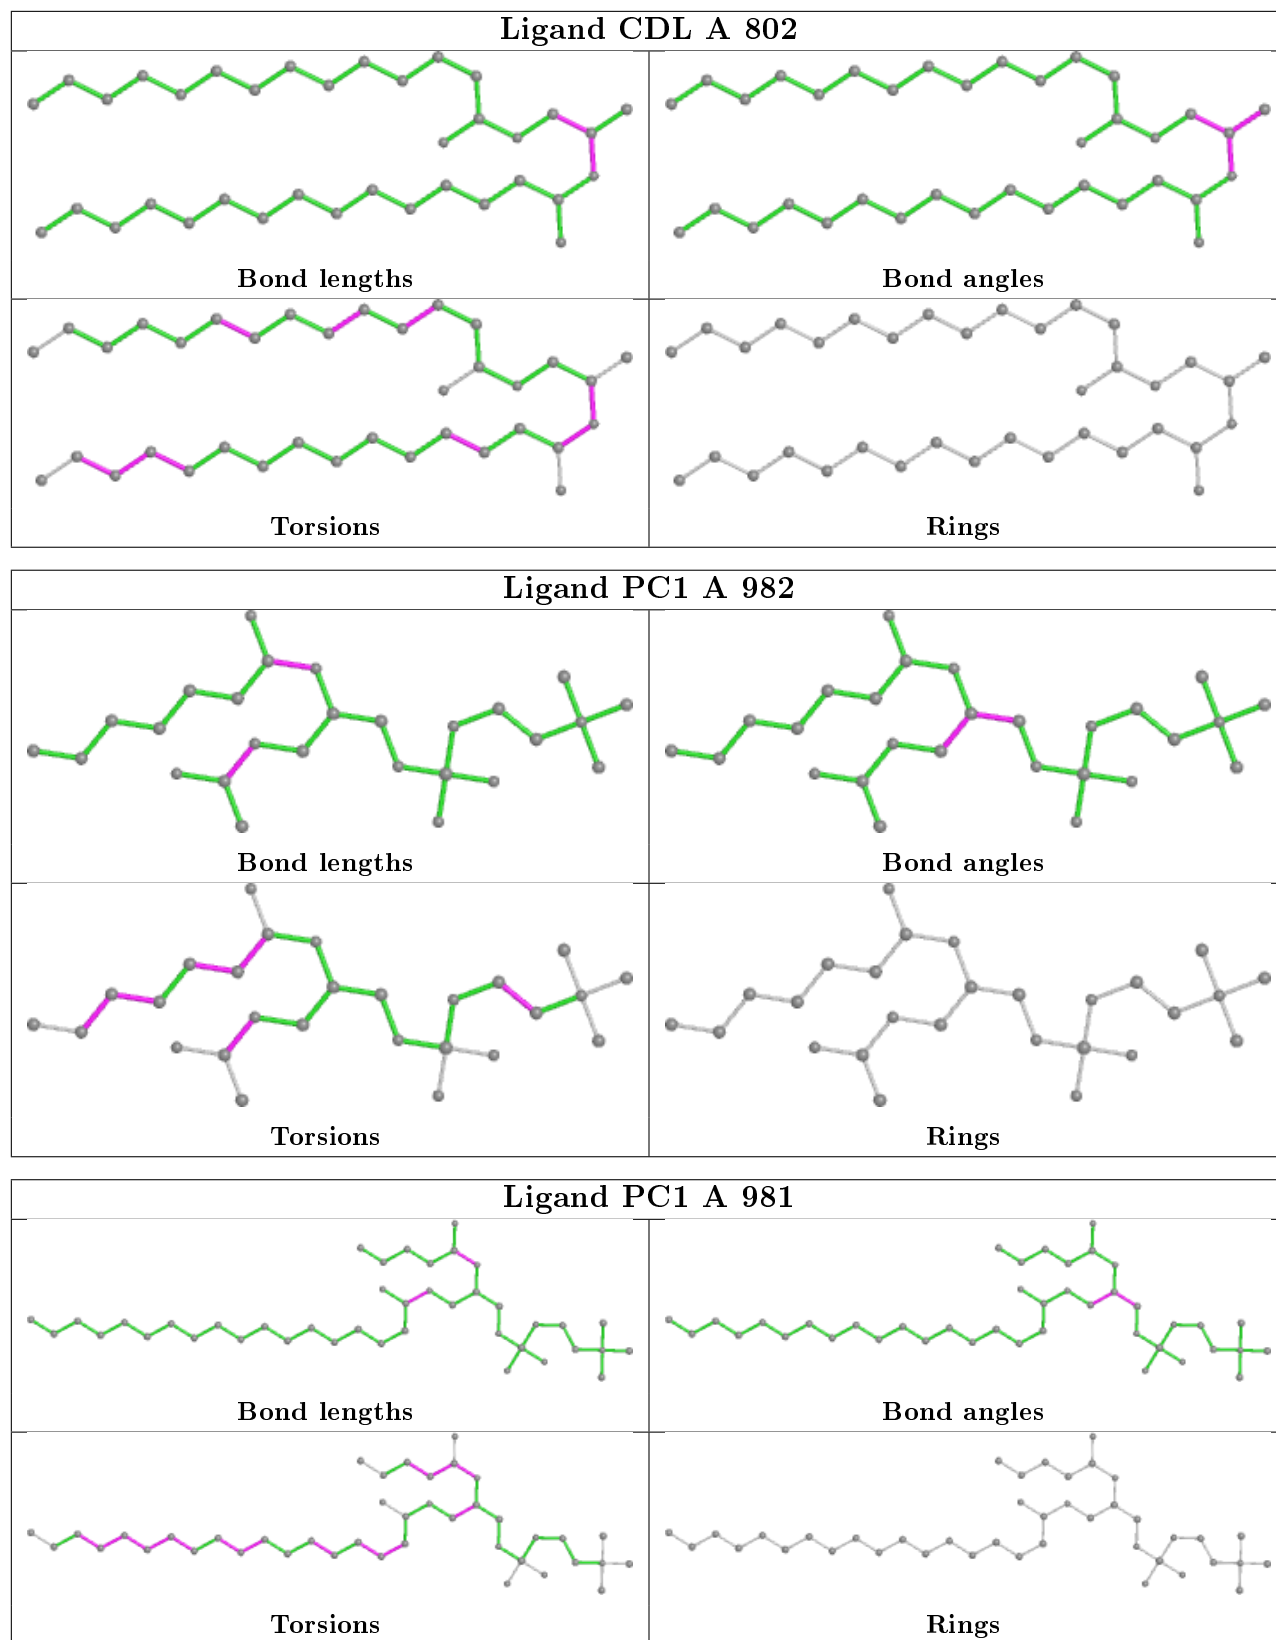 Ligand CDL A 802
Bond lengths
Bond angles
Torsions
Rings
Ligand PC1 A 982
Bond lengths
Bond angles
Torsions
Rings
Ligand PC1 A 981
Bond lengths
Bond angles
Torsions
Rings